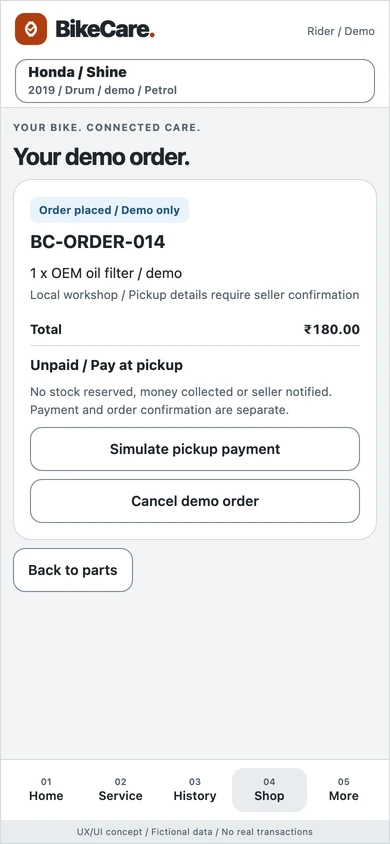 BikeCare.
Rider / Demo
Honda / Shine
2019 / Drum / demo / Petrol
YOUR BIKE. CONNECTED CARE.
Your demo order.
Order placed / Demo only
BC-ORDER-014
1 x OEM oil filter / demo
Local workshop / Pickup details require seller confirmation
Total ₹180.00
Unpaid / Pay at pickup
No stock reserved, money collected or seller notified.
Payment and order confirmation are separate.
Simulate pickup payment
Cancel demo order
Back to parts
01 02 03 04 05
Home Service History Shop More
UX/UI concept / Fictional data / No real transactions